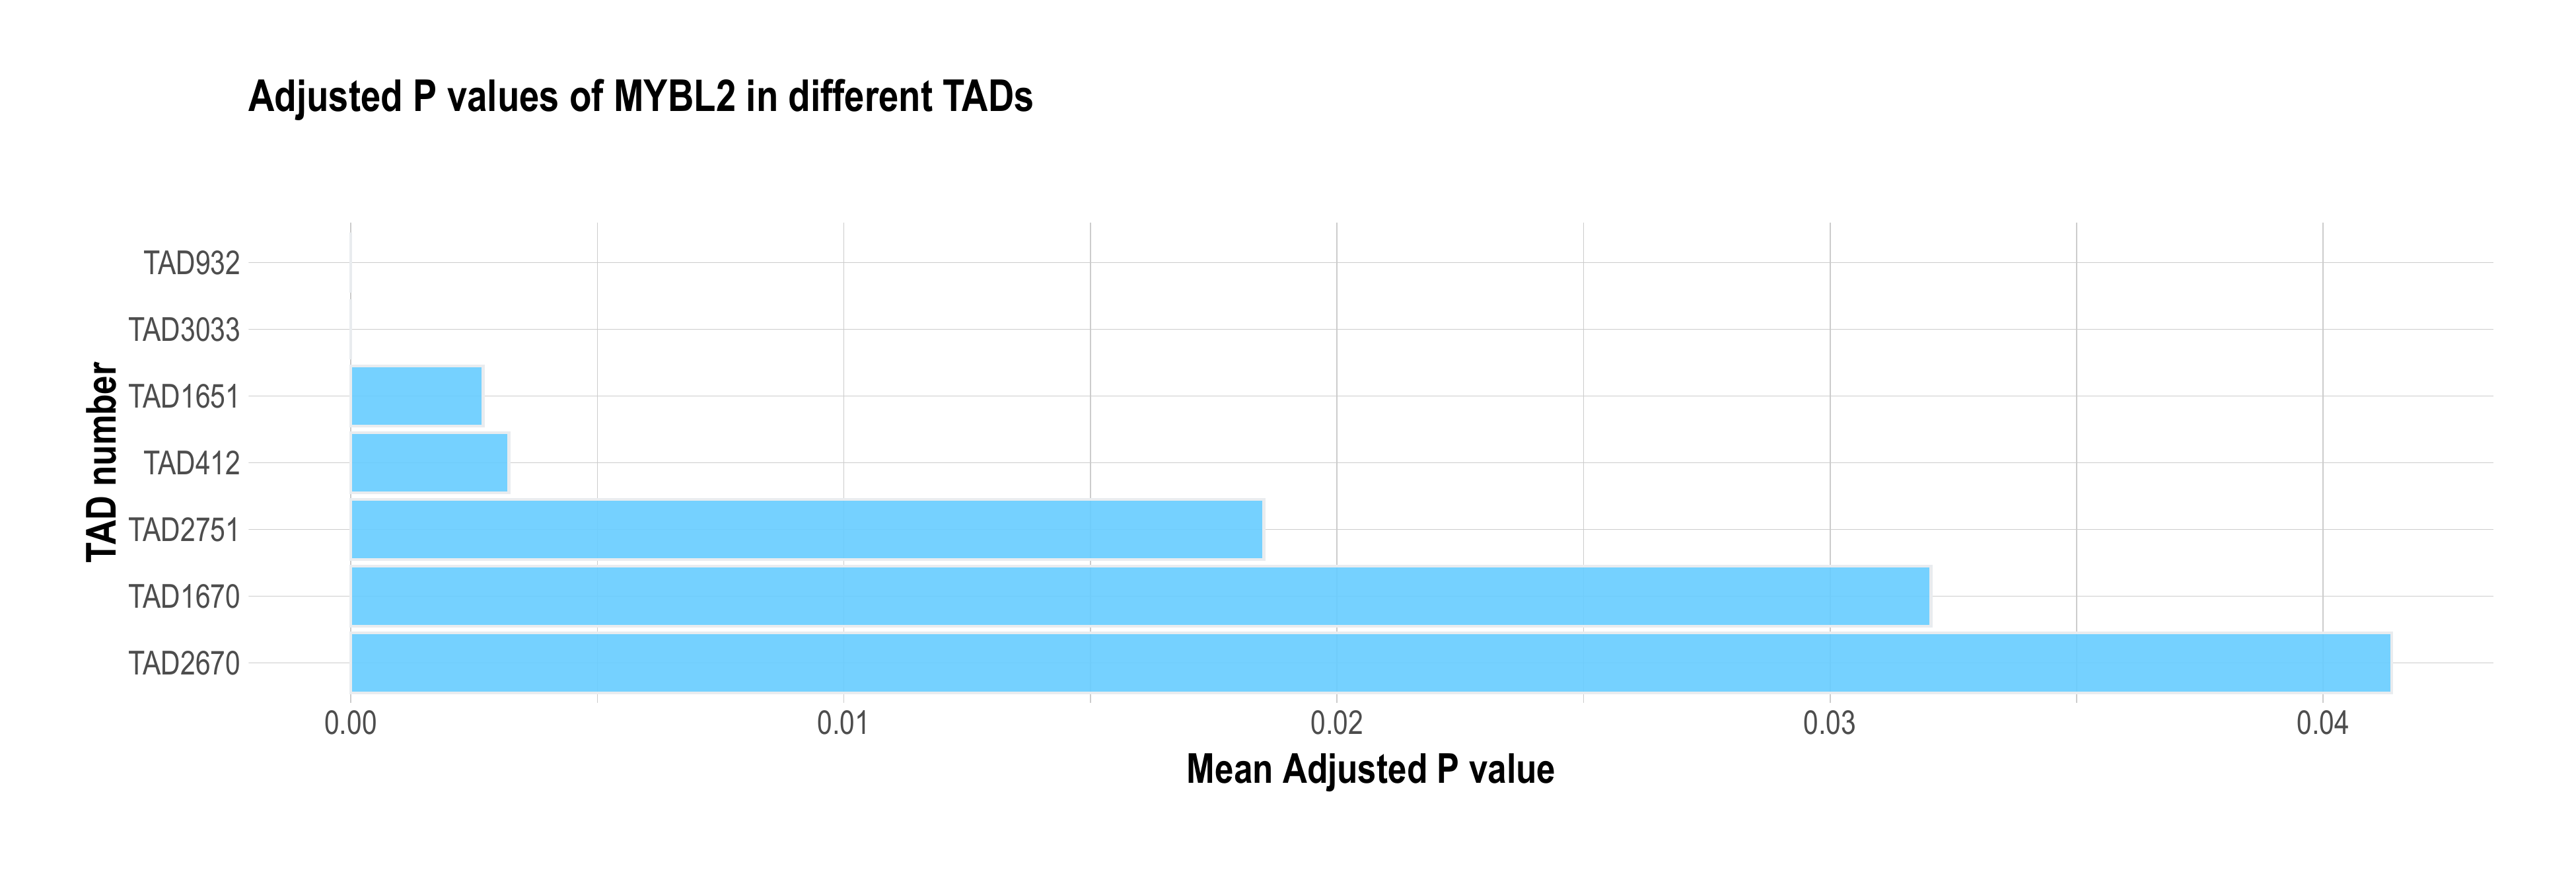 Adjusted P values of MYBL2 in different TADs
TAD number
TAD932
TAD3033
TAD1651
TAD412
TAD2751
TAD1670
TAD2670
0.00 0.01 0.02 0.03 0.04
Mean Adjusted P value